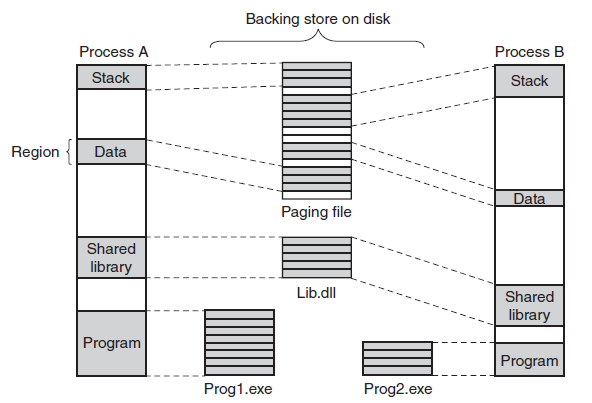 Backing store on disk
Process A
Process B
Stack
Stack
Region
Data
Data
Paging file
Shared
library
Lib.dll
Shared
library
Program
Program
Prog1.exe
Prog2.exe